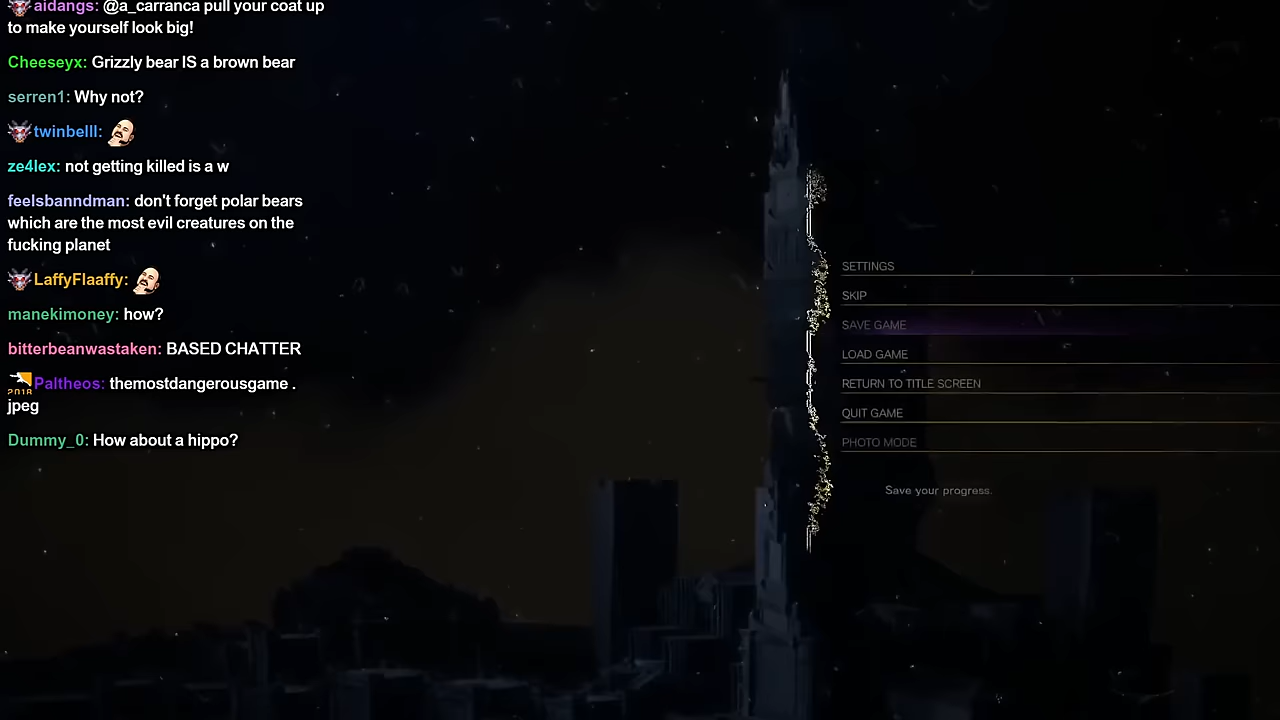 aidangs: @a_carranca pull your coat up
to make yourself look big!
Cheeseyx: Grizzly bear IS a brown bear
serren1: Why not?
twinbelll:
ze4lex: not getting killed is a w
feelsbanndman: don't forget polar bears
which are the most evil creatures on the
fucking planet
LaffyFlaaffy:
manekimoney: how?
bitterbeanwastaken: BASED CHATTER
2018 Paltheos: themostdangerousgame .
jpeg
Dummy_0: How about a hippo?
SETTINGS
SKIP
SAVE GAME
LOAD GAME
RETURN TO TITLE SCREEN
QUIT GAME
PHOTO MODE
Save your progress.